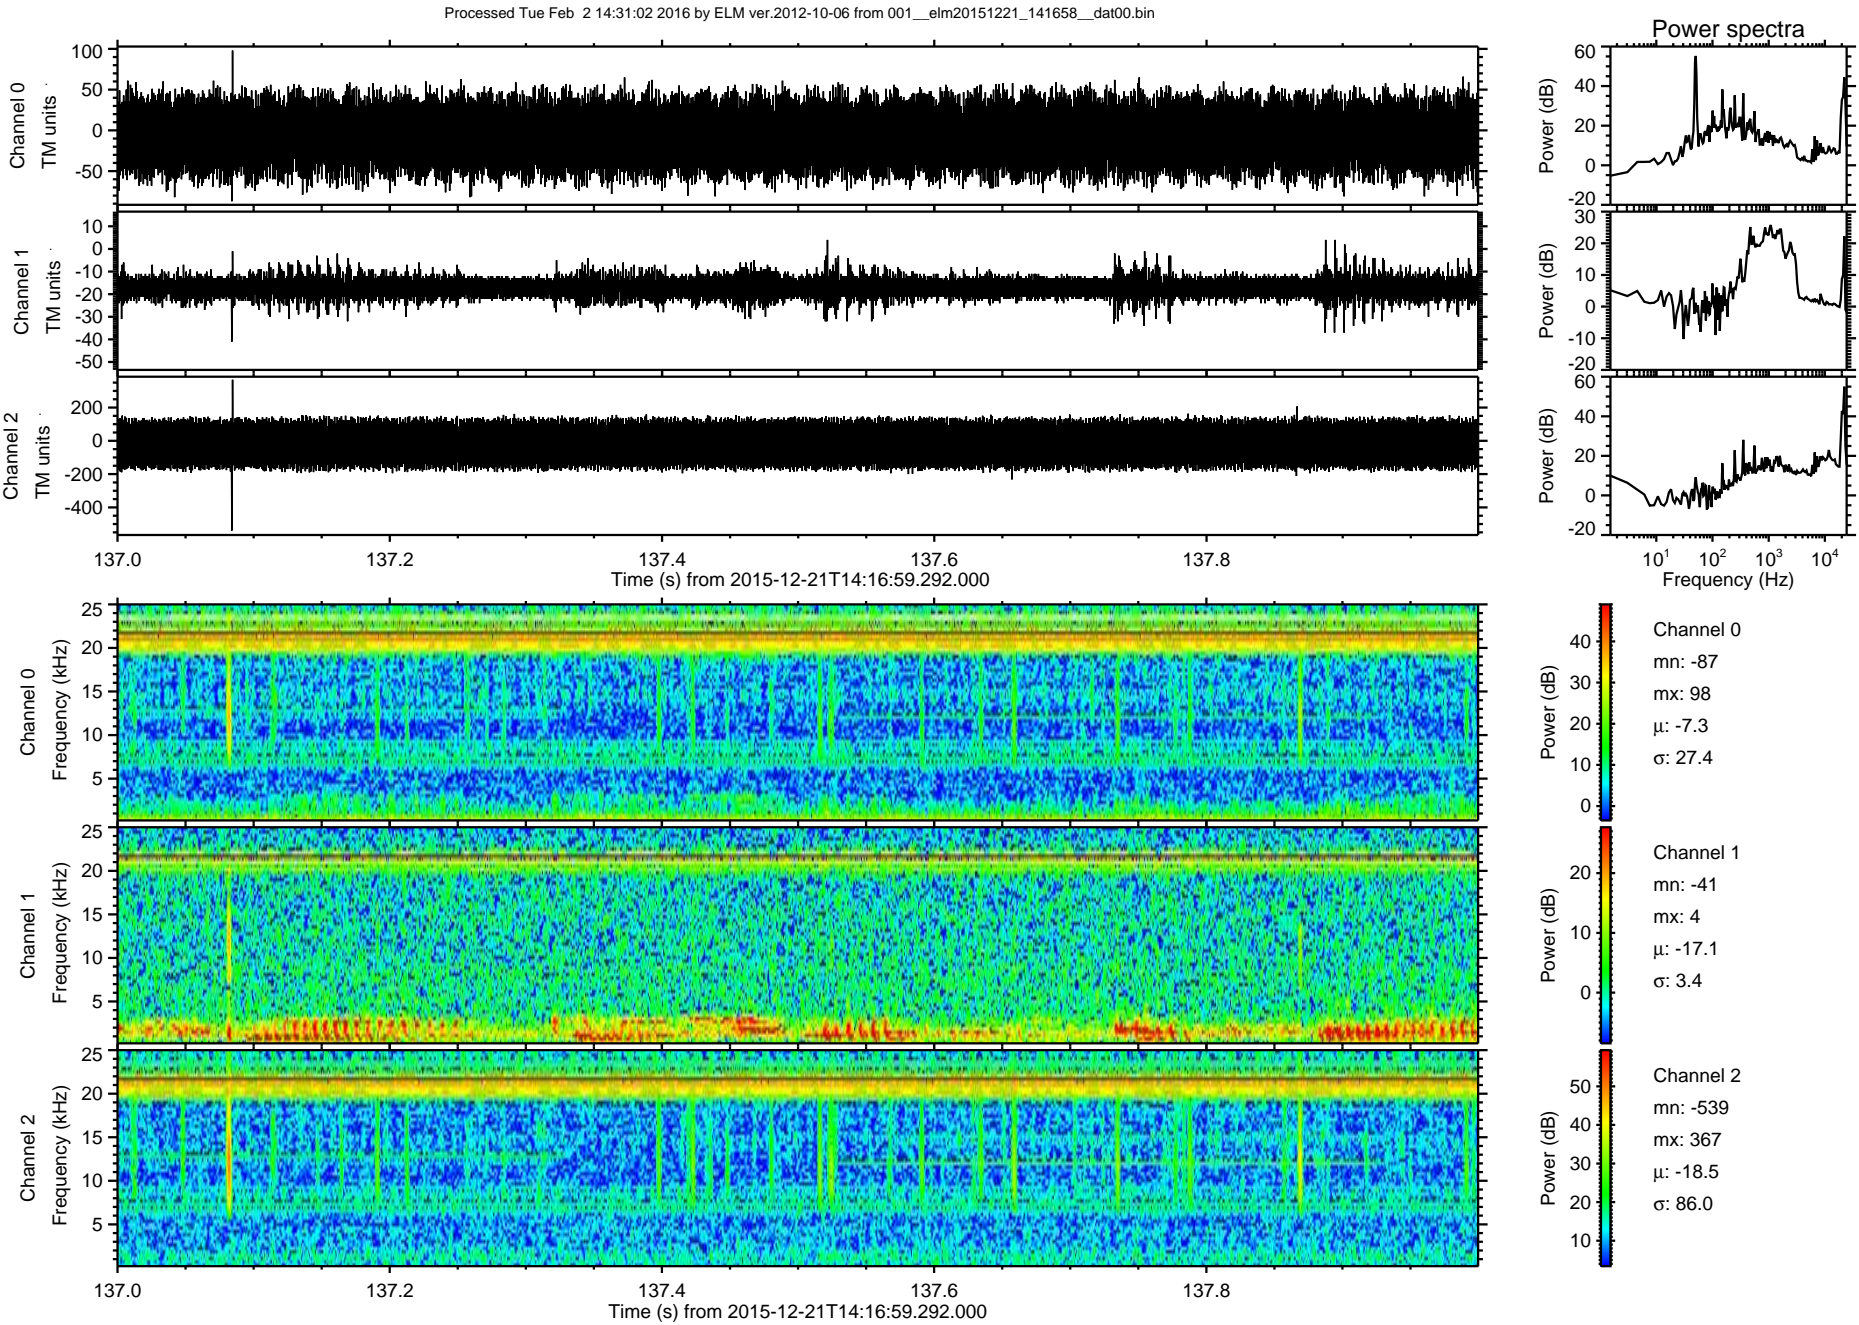 Processed Tue Feb  2 14:31:02 2016 by ELM ver.2012-10-06 from 001__elm20151221_141658__dat00.bin
Power spectra
Channel 0
TM units
100
50
0
-50
Power (dB)
60
40
20
0
-20
Channel 1
TM units
10
0
-10
-20
-30
-40
-50
Power (dB)
30
20
10
0
-10
-20
Channel 2
TM units
200
0
-200
-400
Power (dB)
60
40
20
0
-20
137.0 137.2 137.4 137.6 137.8
Time (s) from 2015-12-21T14:16:59.292.000
10^1 10^2 10^3 10^4
Frequency (Hz)
Channel 0
Frequency (kHz)
25
20
15
10
5
Power (dB)
40
30
20
10
0
Channel 0
mn: -87
mx: 98
μ: -7.3
σ: 27.4
Channel 1
Frequency (kHz)
25
20
15
10
5
Power (dB)
20
10
0
Channel 1
mn: -41
mx: 4
μ: -17.1
σ: 3.4
Channel 2
Frequency (kHz)
25
20
15
10
5
Power (dB)
50
40
30
20
10
Channel 2
mn: -539
mx: 367
μ: -18.5
σ: 86.0
137.0 137.2 137.4 137.6 137.8
Time (s) from 2015-12-21T14:16:59.292.000